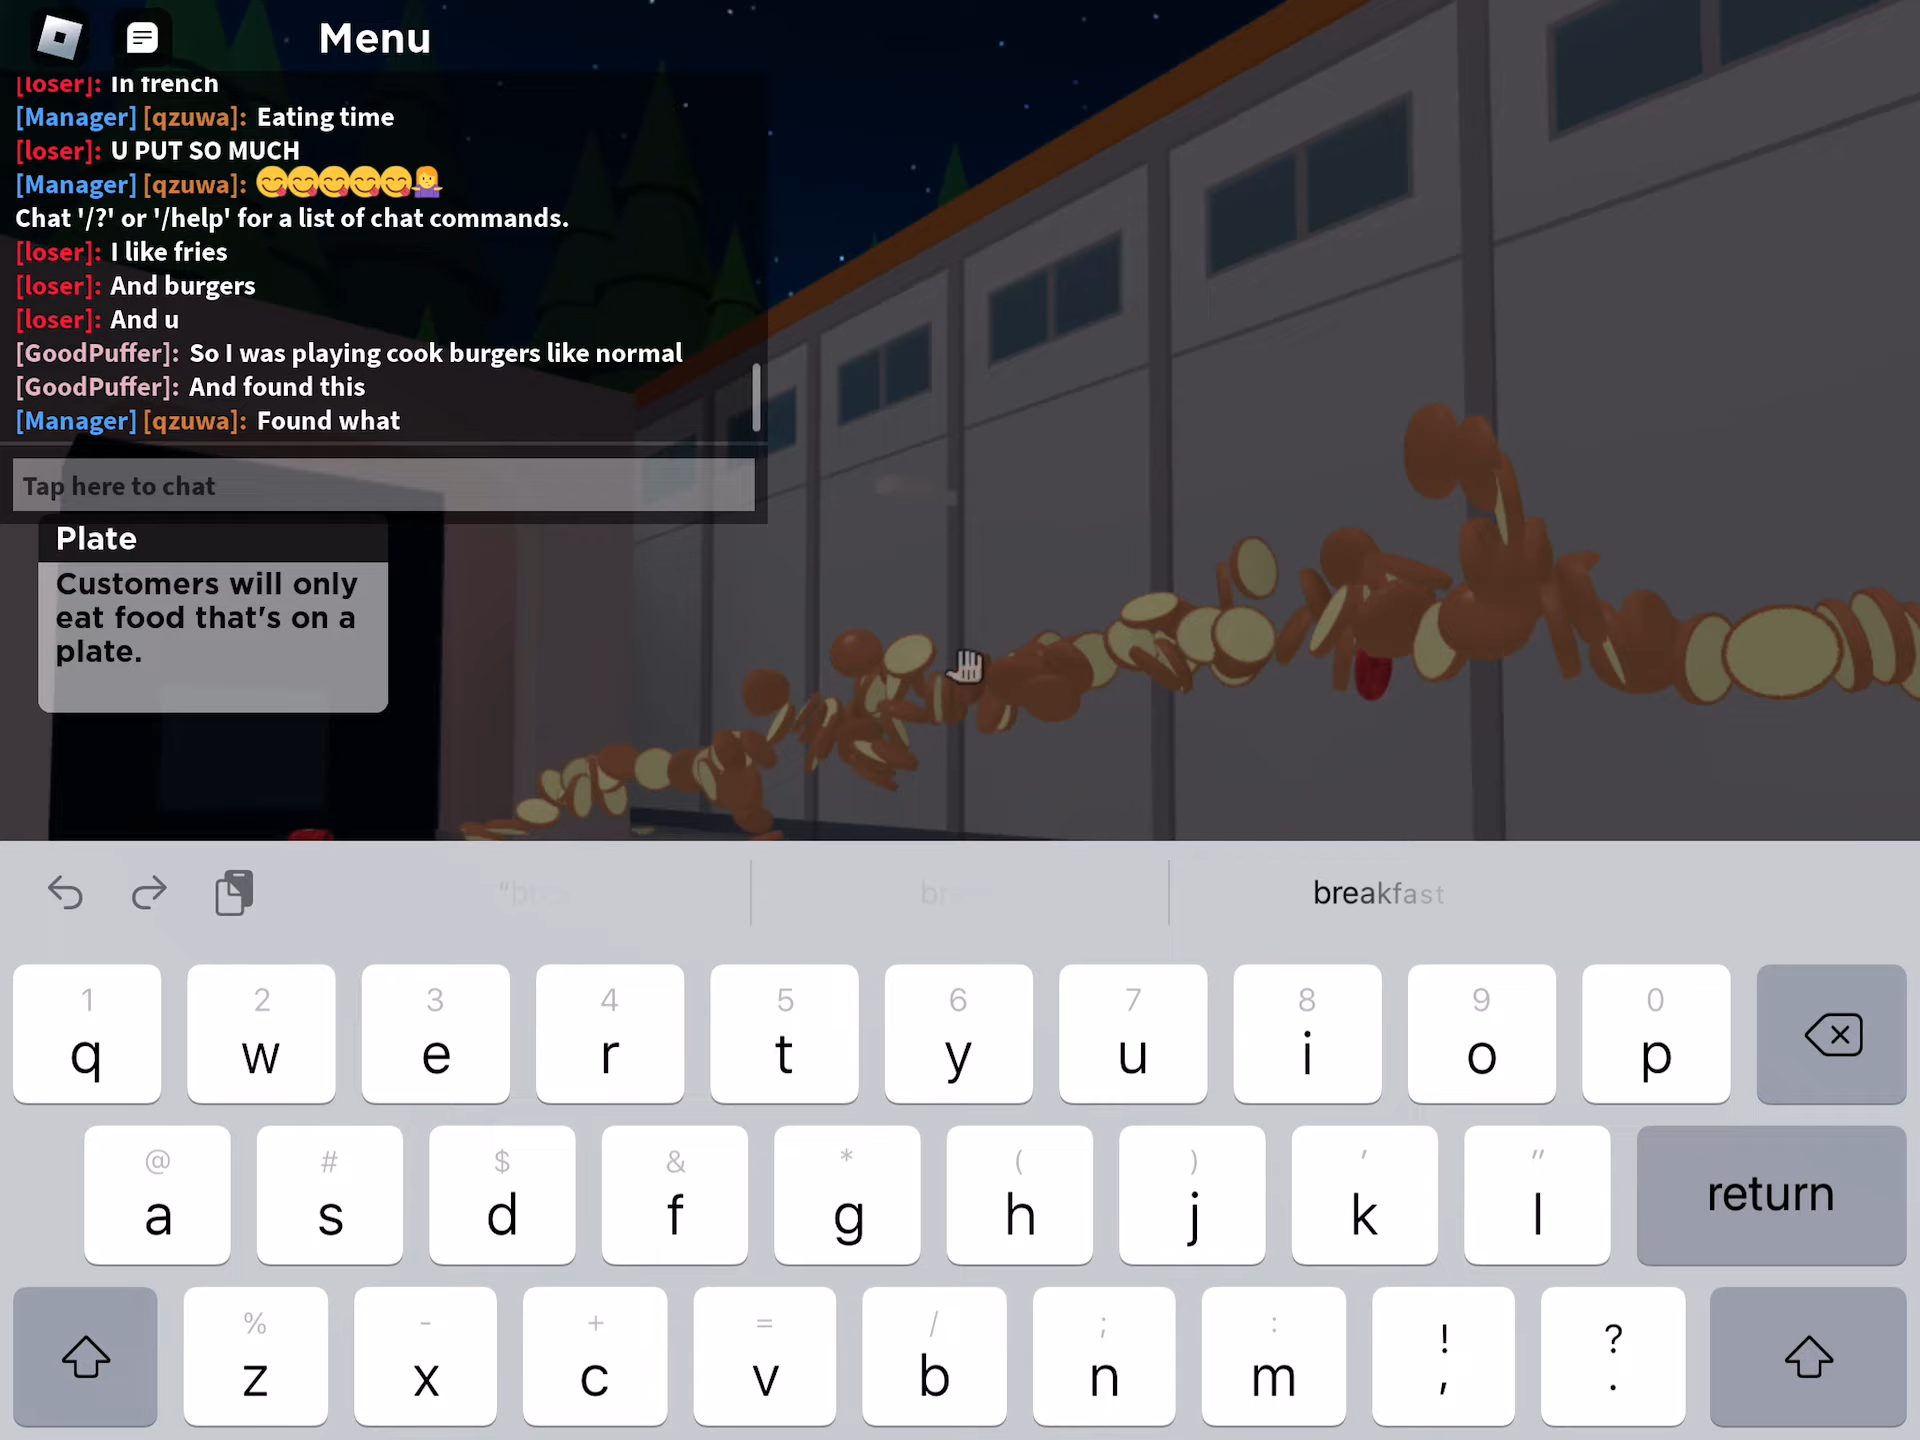 Menu
[loser]: In french
[Manager] [qzuwa]: Eating time
[loser]: U PUT SO MUCH
[Manager] [qzuwa]: 😋😋😋😋😋🤷‍♀️
Chat '/?' or '/help' for a list of chat commands.
[loser]: I like fries
[loser]: And burgers
[loser]: And u
[GoodPuffer]: So I was playing cook burgers like normal
[GoodPuffer]: And found this
[Manager] [qzuwa]: Found what
Tap here to chat
Plate
Customers will only
eat food that's on a
plate.
breakfast
1 2 3 4 5 6 7 8 9 0
q w e r t y u i o p
@ # $ & * ( ) ' "
a s d f g h j k l return
% - + = / ; : ! ?
z x c v b n m , .